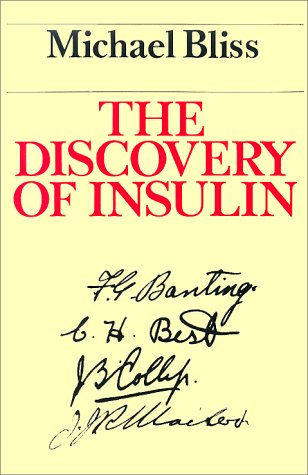 Michael Bliss
THE
DISCOVERY
OF INSULIN
F.G. Banting.
C. H. Best
J B Collip.
J. J. R. Macleod